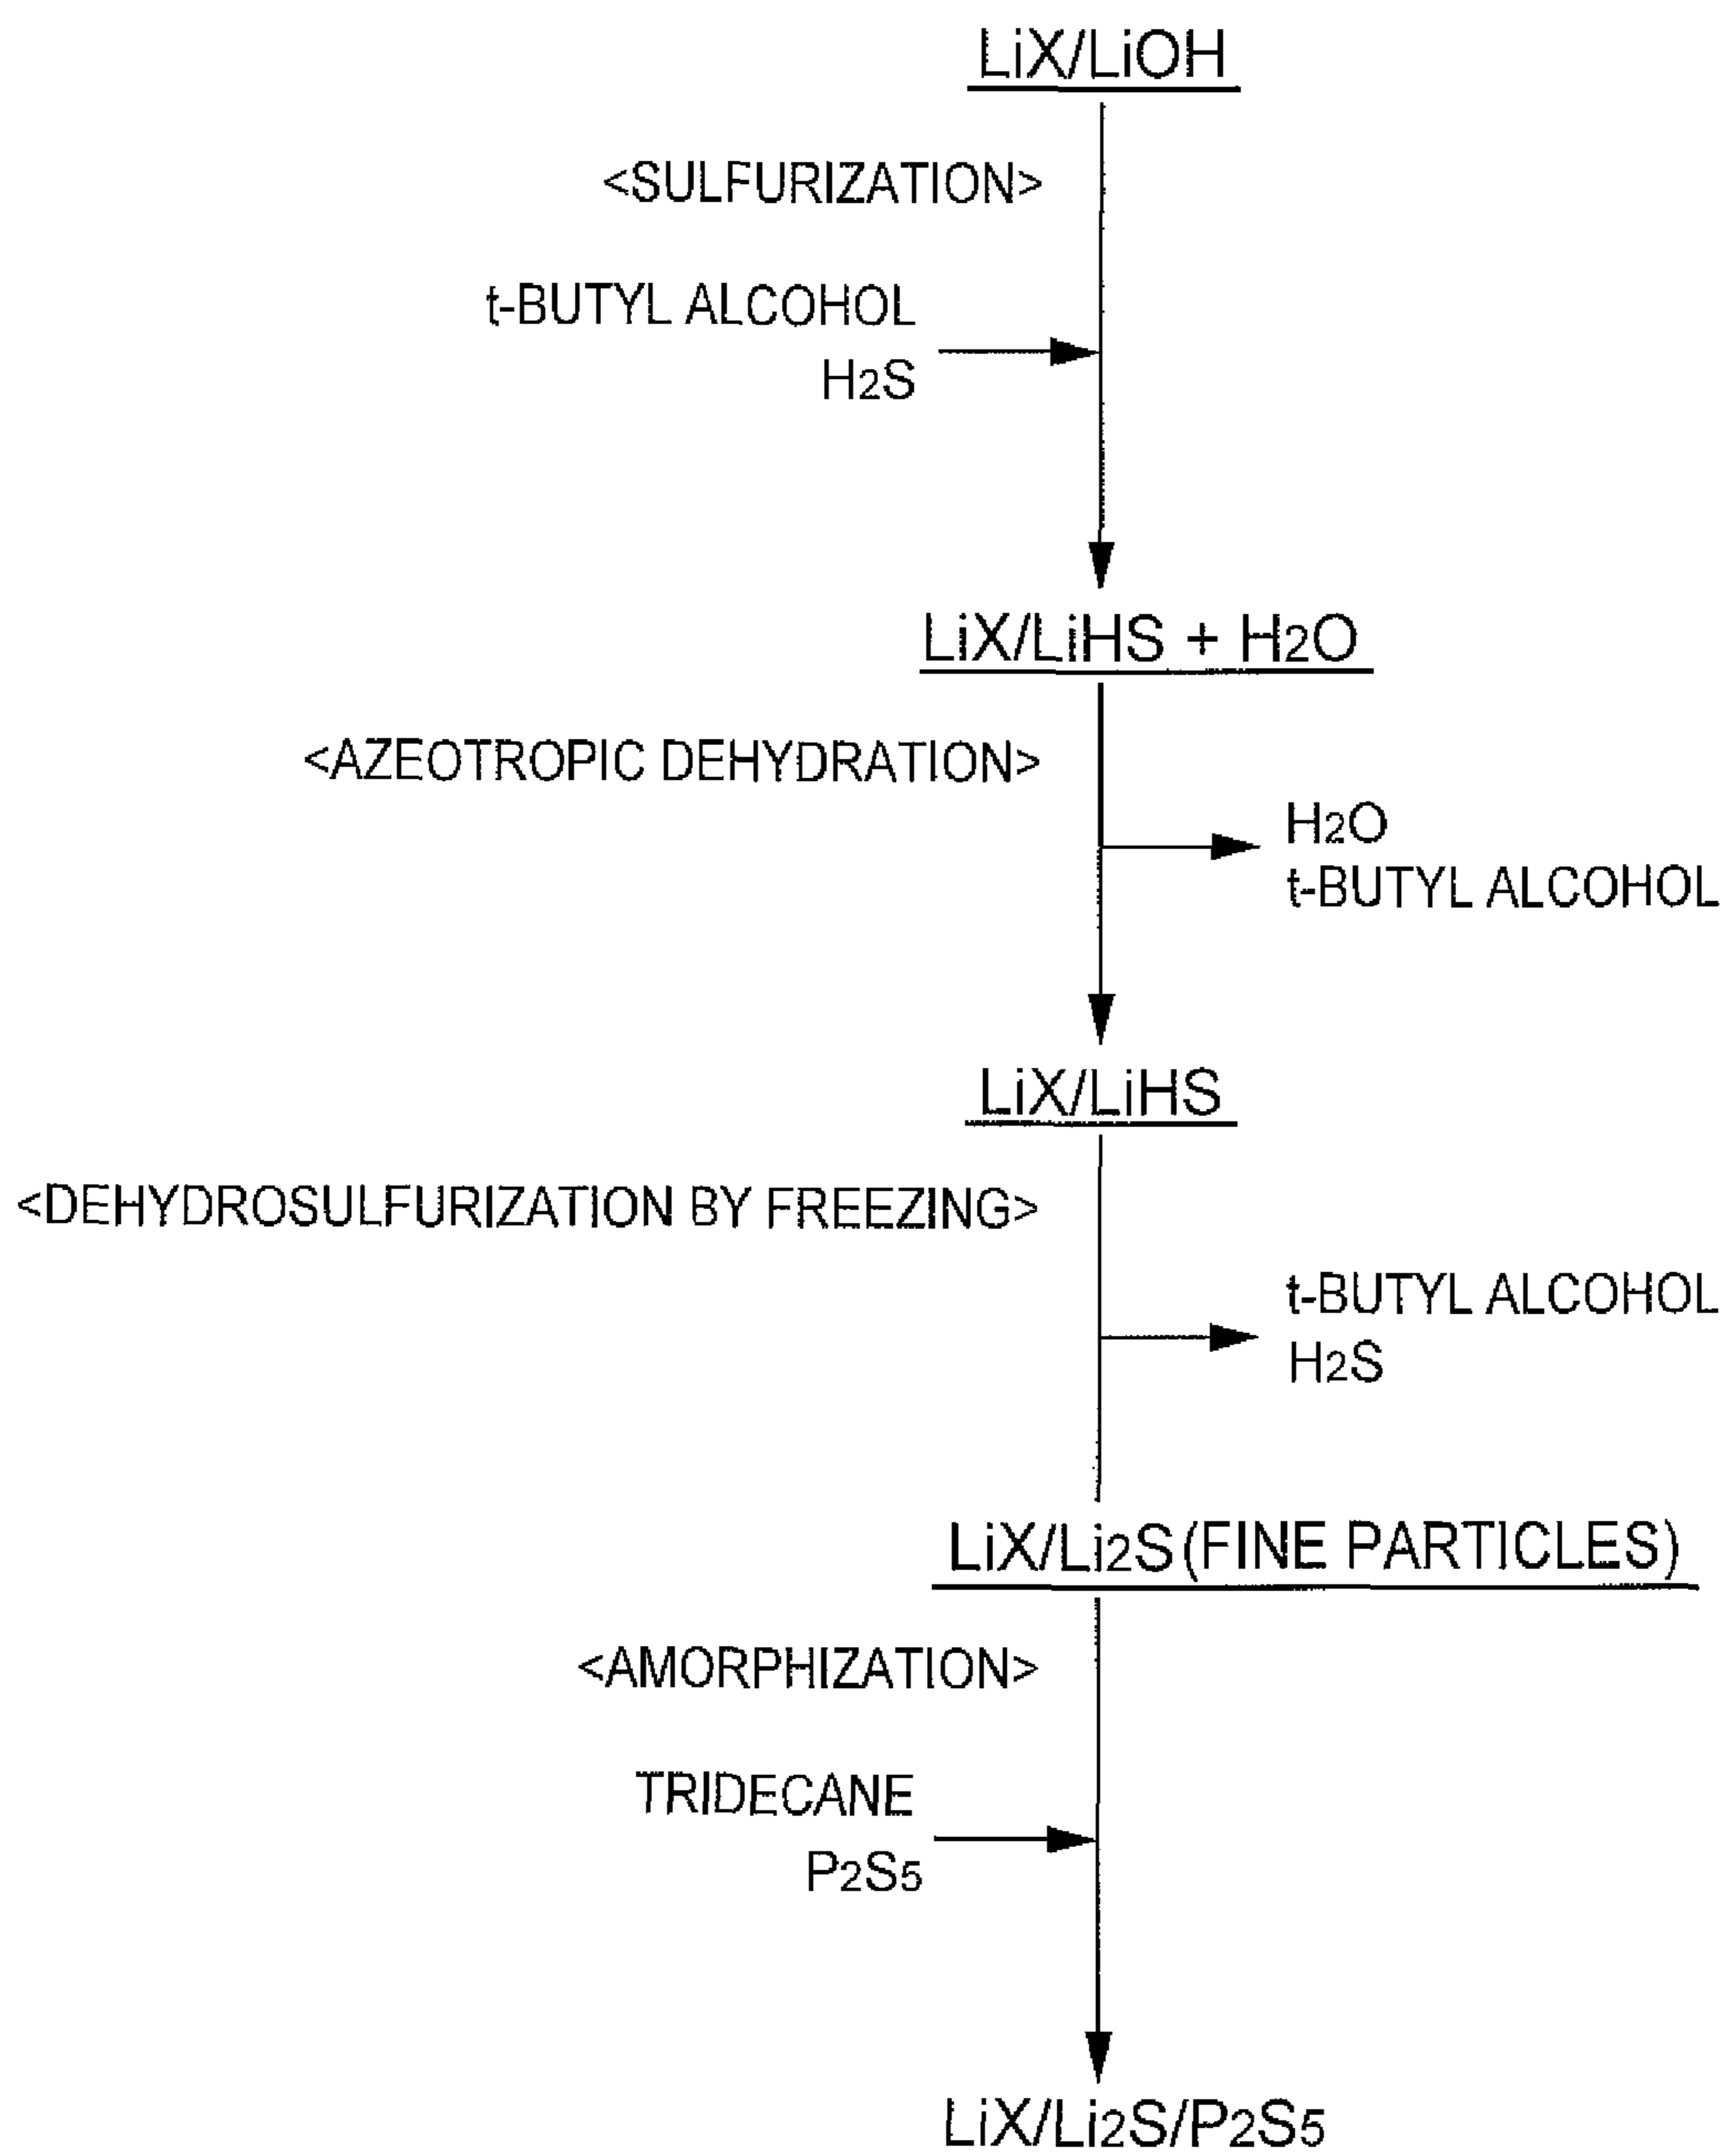 LiX/LiOH
<SULFURIZATION>
t-BUTYL ALCOHOL
H2S
LiX/LiHS + H2O
<AZEOTROPIC DEHYDRATION>
H2O
t-BUTYL ALCOHOL
LiX/LiHS
<DEHYDROSULFURIZATION BY FREEZING>
t-BUTYL ALCOHOL
H2S
LiX/Li2S(FINE PARTICLES)
<AMORPHIZATION>
TRIDECANE
P2S5
LiX/Li2S/P2S5